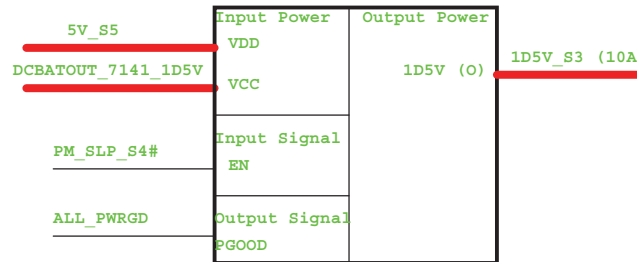 5V_S5
DCBATOUT_7141_1D5V
Input Power
VDD
VCC
Output Power
1D5V (O)
1D5V_S3 (10A
PM_SLP_S4#
Input Signal
EN
ALL_PWRGD
Output Signal
PGOOD